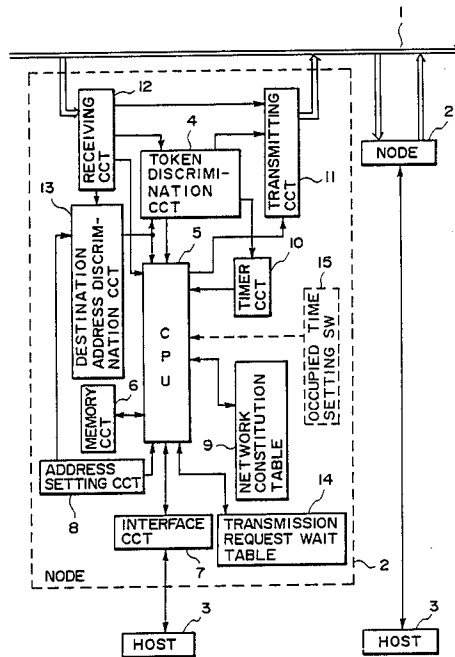 1
12
RECEIVING
CCT
4
TOKEN
DISCRIMI-
NATION
CCT
TRANSMITTING
CCT
11
2
NODE
13
DESTINATION
ADDRESS DISCRIMI-
NATION CCT
5
CPU
10
TIMER
CCT
15
OCCUPIED TIME
SETTING SW
6
MEMORY
CCT
9
NETWORK
CONSTITUTION
TABLE
ADDRESS
SETTING CCT
8
14
INTERFACE
CCT
7
TRANSMISSION
REQUEST WAIT
TABLE
NODE
2
3
HOST
3
HOST